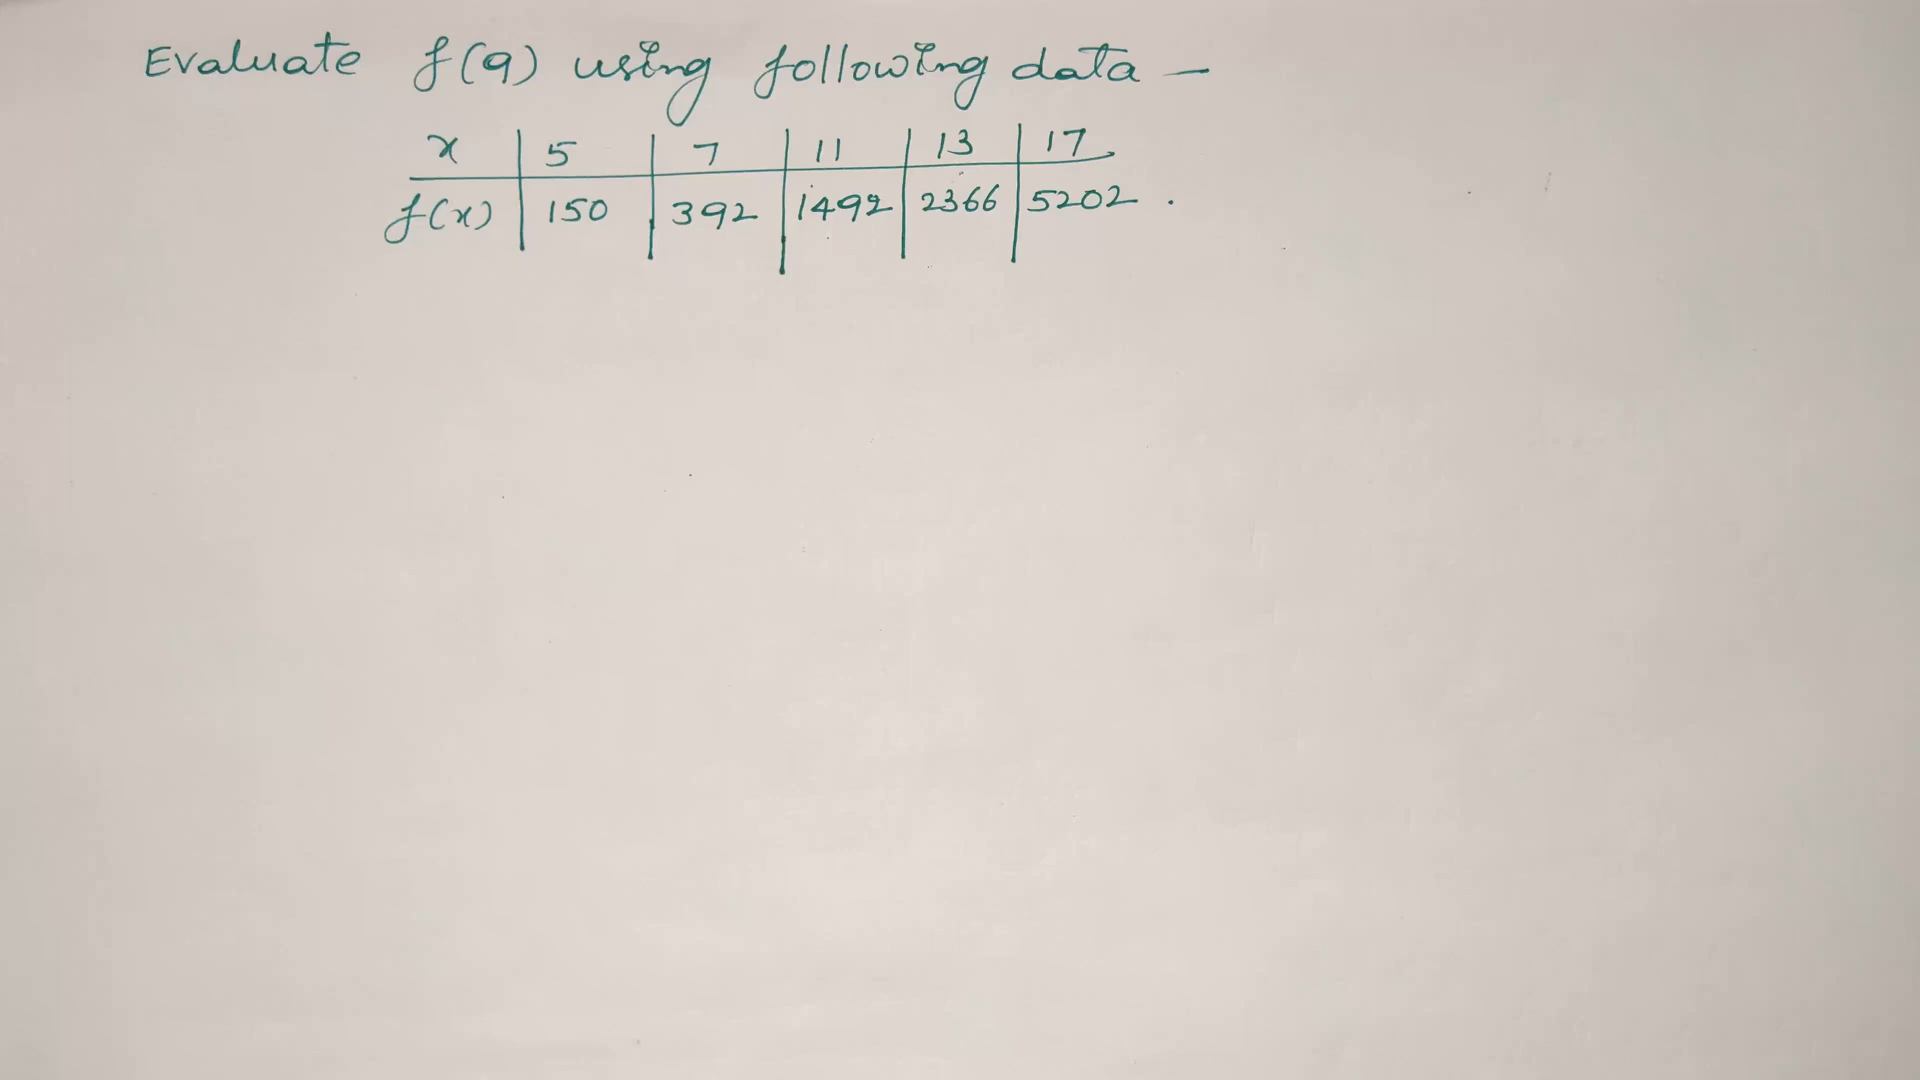 Evaluate f(9) using following data –
x | 5 | 7 | 11 | 13 | 17
f(x) | 150 | 392 | 1492 | 2366 | 5202 .